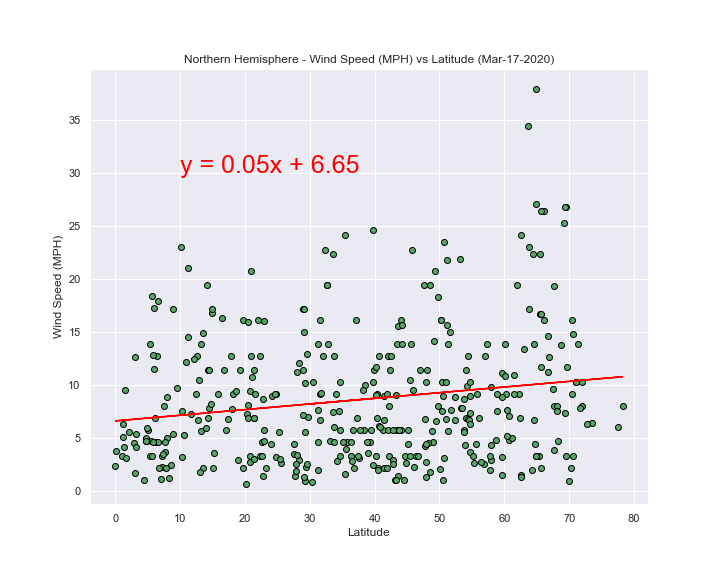 Northern Hemisphere - Wind Speed (MPH) vs Latitude (Mar-17-2020)
35
y = 0.05x + 6.65
30
25
20
Wind Speed (MPH)
15
10
5
0
0 10 20 30 40 50 60 70 80
Latitude